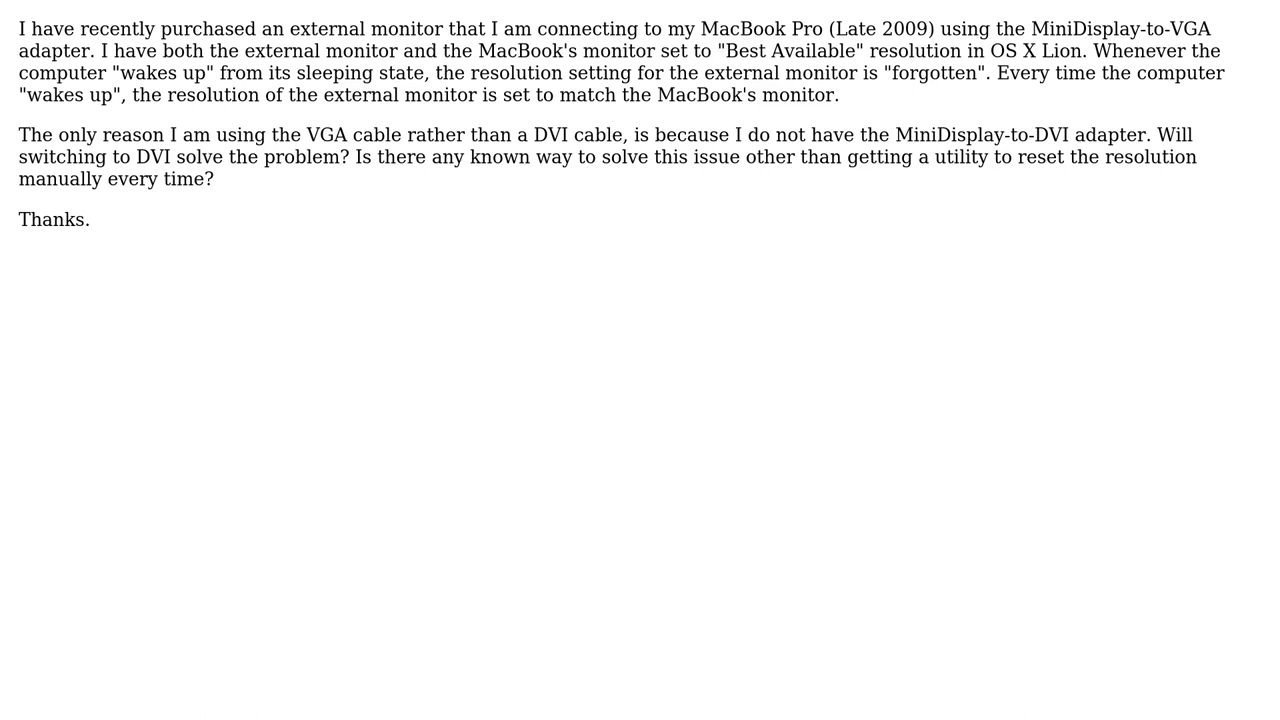 I have recently purchased an external monitor that I am connecting to my MacBook Pro (Late 2009) using the MiniDisplay-to-VGA
adapter. I have both the external monitor and the MacBook's monitor set to "Best Available" resolution in OS X Lion. Whenever the
computer "wakes up" from its sleeping state, the resolution setting for the external monitor is "forgotten". Every time the computer
"wakes up", the resolution of the external monitor is set to match the MacBook's monitor.
The only reason I am using the VGA cable rather than a DVI cable, is because I do not have the MiniDisplay-to-DVI adapter. Will
switching to DVI solve the problem? Is there any known way to solve this issue other than getting a utility to reset the resolution
manually every time?
Thanks.